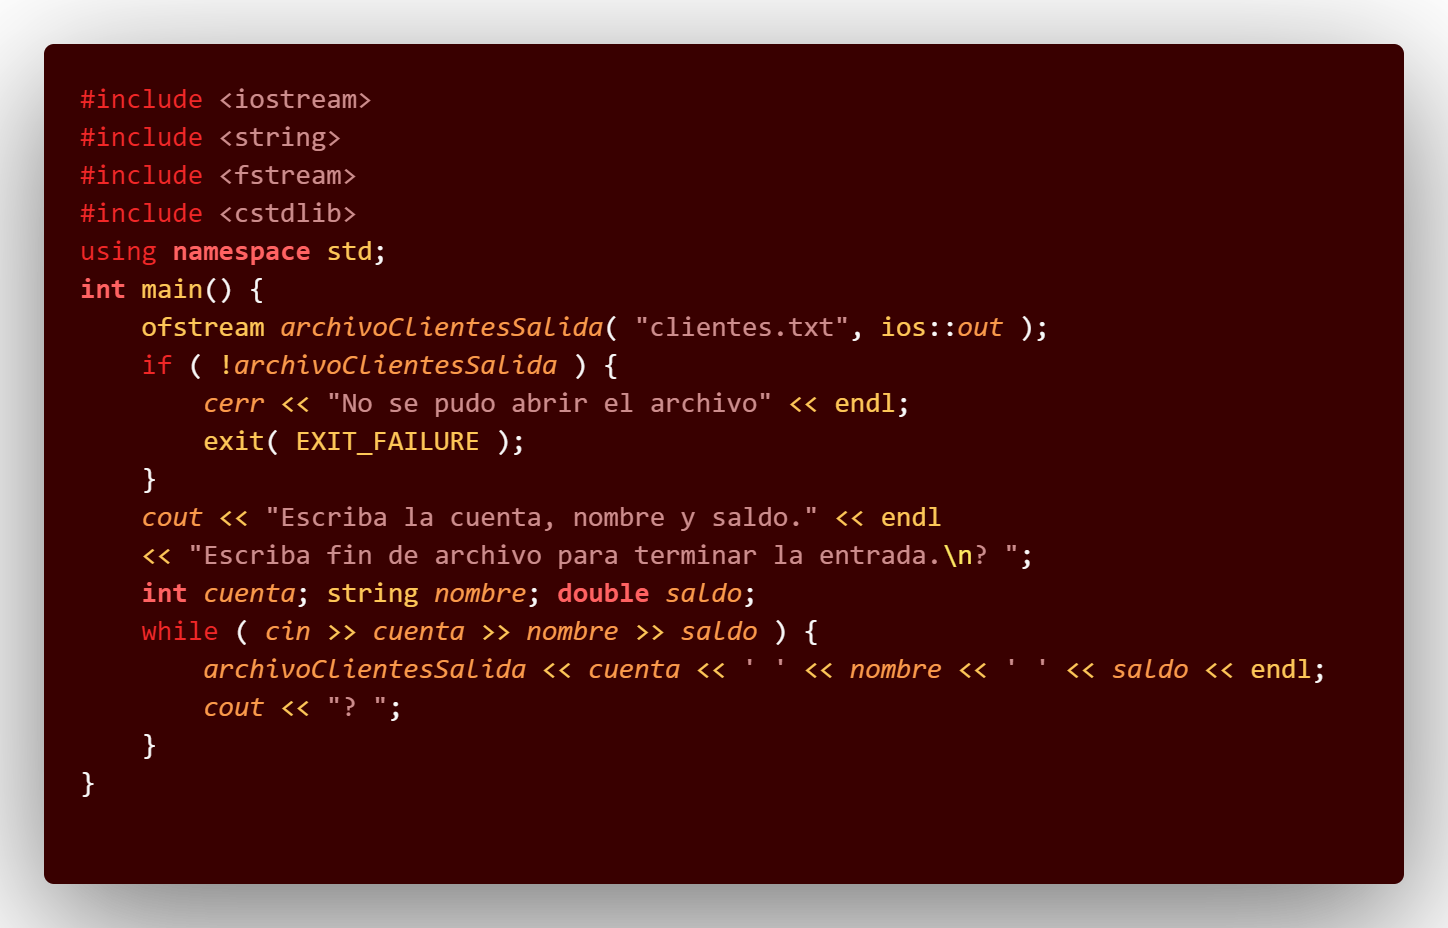 #include <iostream>
#include <string>
#include <fstream>
#include <cstdlib>
using namespace std;
int main() {
    ofstream archivoClientesSalida( "clientes.txt", ios::out );
    if ( !archivoClientesSalida ) {
        cerr << "No se pudo abrir el archivo" << endl;
        exit( EXIT_FAILURE );
    }
    cout << "Escriba la cuenta, nombre y saldo." << endl
    << "Escriba fin de archivo para terminar la entrada.\n? ";
    int cuenta; string nombre; double saldo;
    while ( cin >> cuenta >> nombre >> saldo ) {
        archivoClientesSalida << cuenta << ' ' << nombre << ' ' << saldo << endl;
        cout << "? ";
    }
}